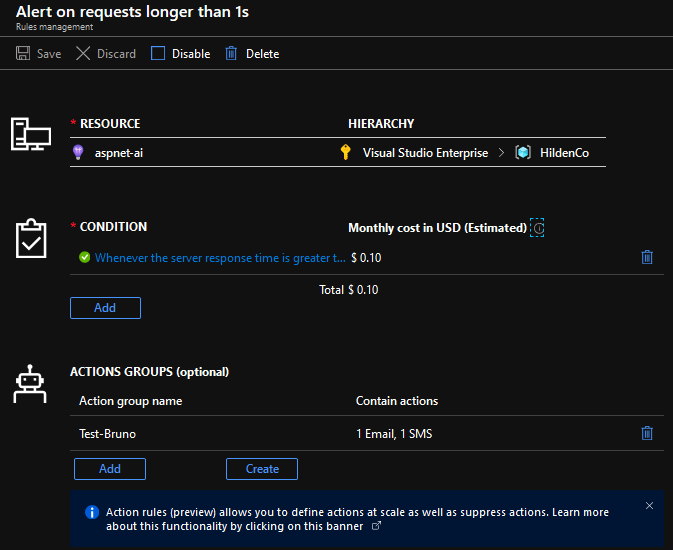 Alert on requests longer than 1s
Rules management
Save Discard Disable Delete
* RESOURCE HIERARCHY
aspnet-ai Visual Studio Enterprise > HildenCo
* CONDITION Monthly cost in USD (Estimated)
Whenever the server response time is greater t... $ 0.10
Total $ 0.10
Add
ACTIONS GROUPS (optional)
Action group name Contain actions
Test-Bruno 1 Email, 1 SMS
Add Create
Action rules (preview) allows you to define actions at scale as well as suppress actions. Learn more
about this functionality by clicking on this banner